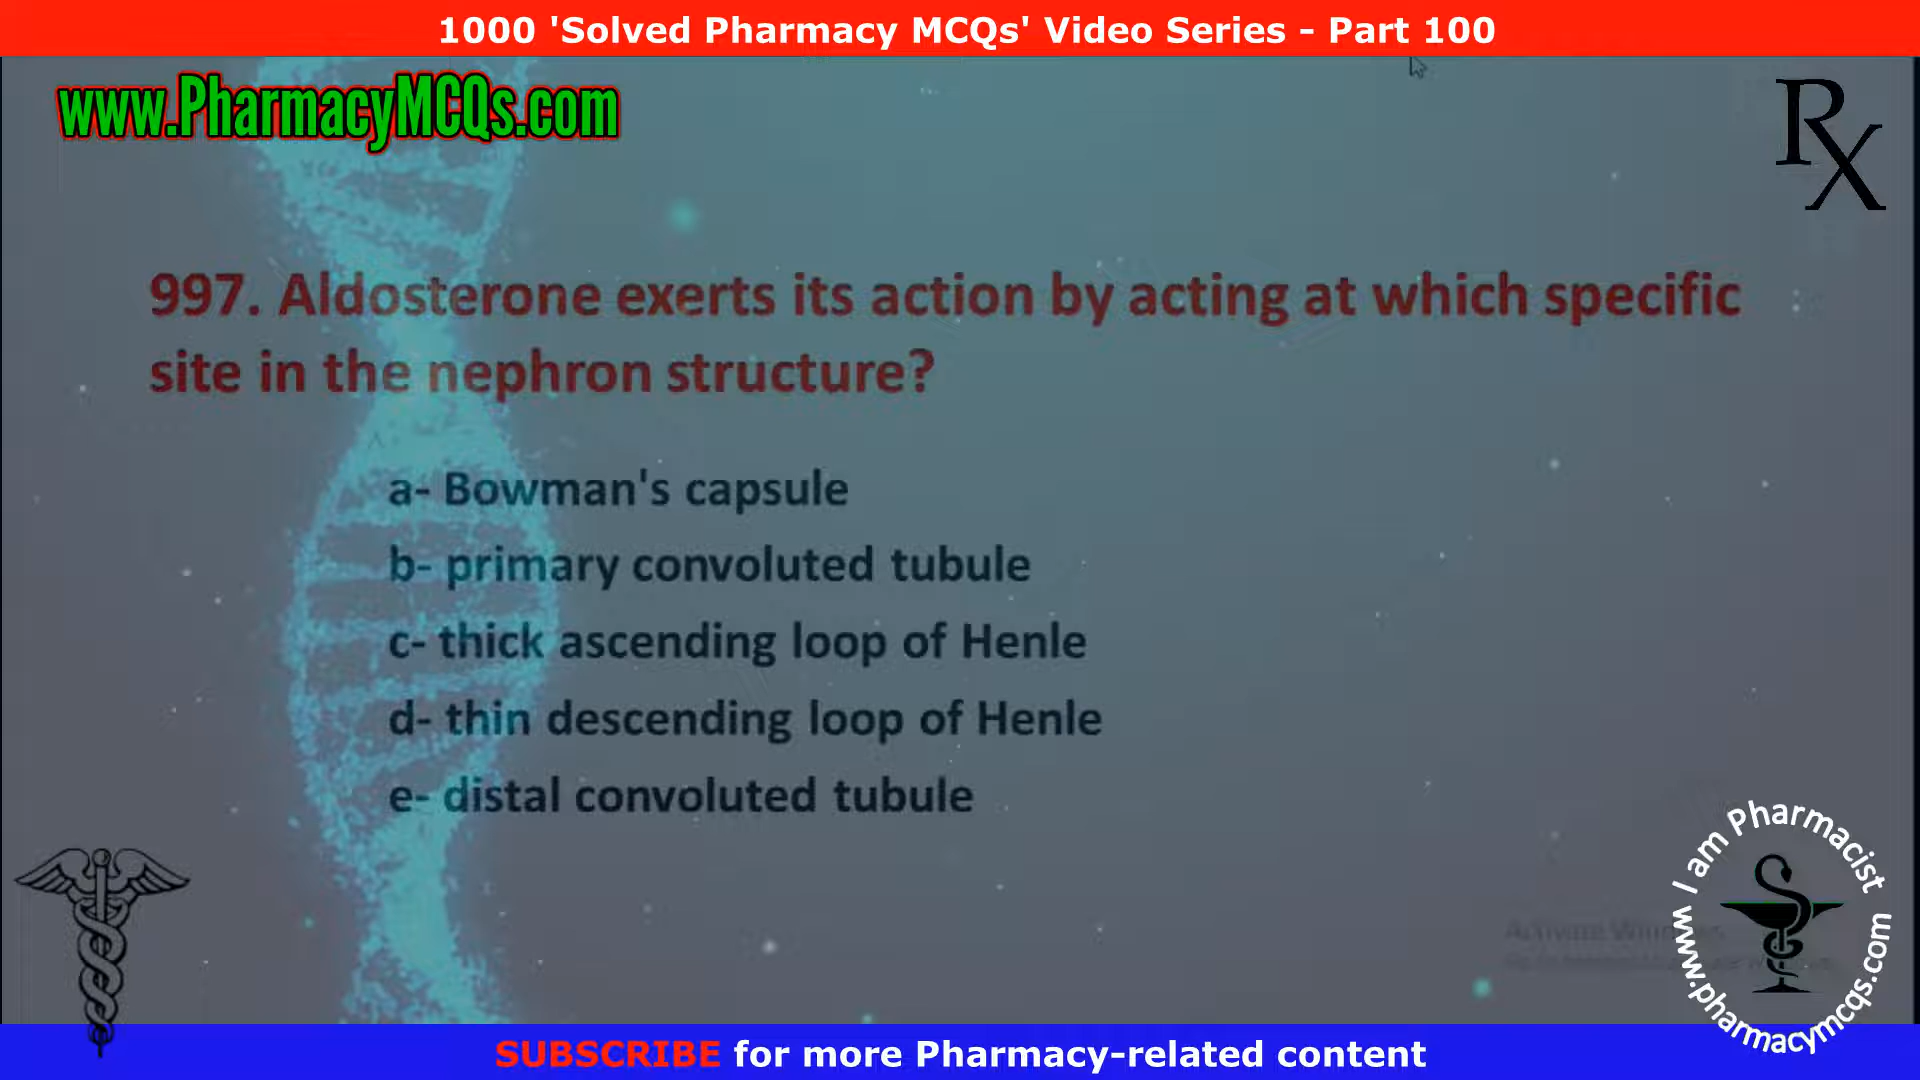 1000 'Solved Pharmacy MCQs' Video Series - Part 100
www.PharmacyMCQs.com
RX
997. Aldosterone exerts its action by acting at which specific
site in the nephron structure?
a- Bowman's capsule
b- primary convoluted tubule
c- thick ascending loop of Henle
d- thin descending loop of Henle
e- distal convoluted tubule
Activate Windows
I am Pharmacist
www.pharmacymcqs.com
SUBSCRIBE for more Pharmacy-related content